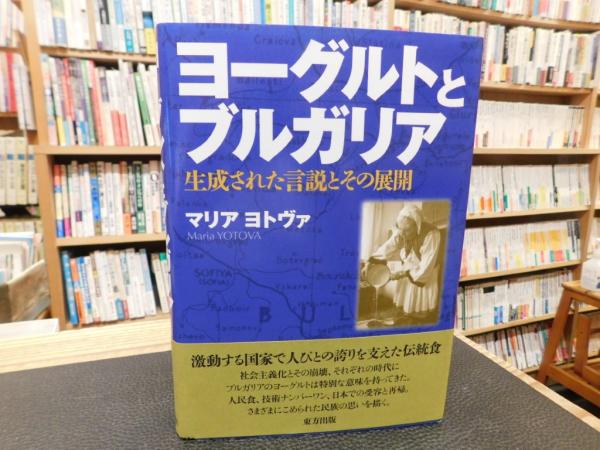 ヨーグルトと
ブルガリア
生成された言説とその展開
マリア ヨトヴァ
Maria YOTOVA
SOFIYA
(SOFIA)
Botevgrad
B U L
激動する国家で人びとの誇りを支えた伝統食
社会主義化とその崩壊、それぞれの時代に
ブルガリアのヨーグルトは特別な意味を持ってきた。
人民食、技術ナンバーワン、日本での受容と再帰。
さまざまにこめられた民族の思いを描く。
東方出版